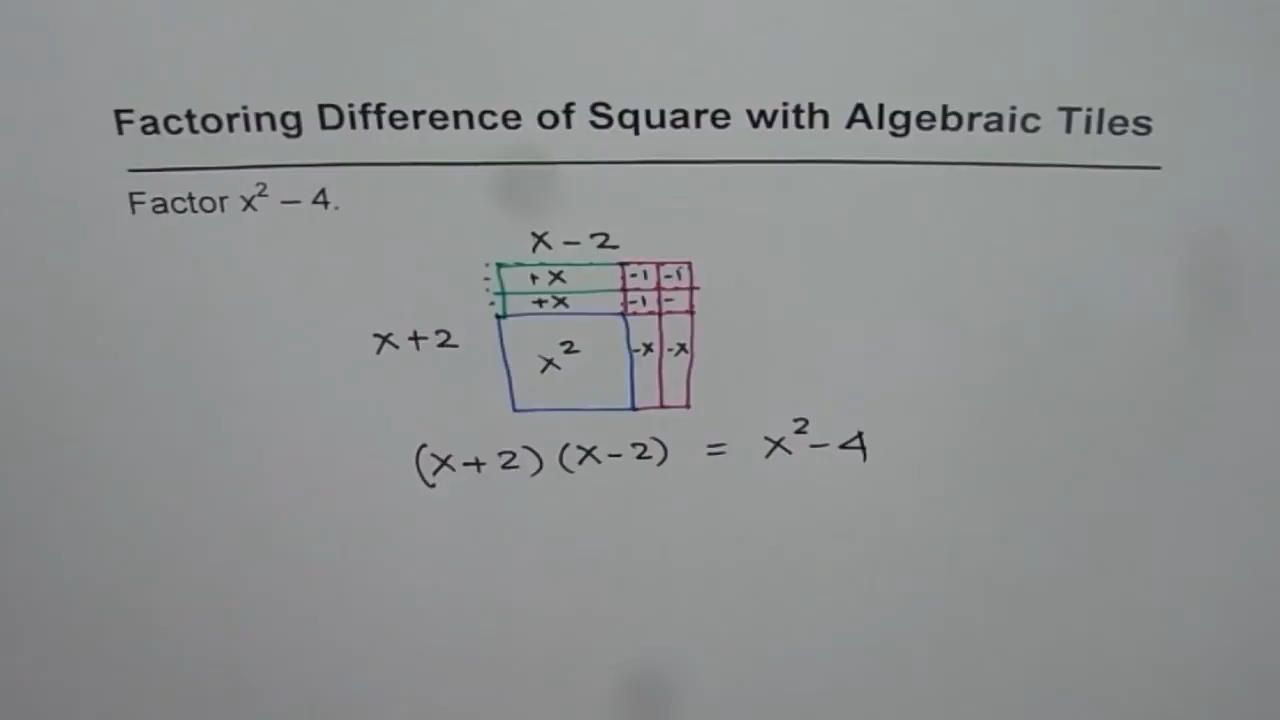 Factoring Difference of Square with Algebraic Tiles
Factor x² – 4.
x – 2
+x -1 -1
+x -1 -
x + 2
x² -x -x
(x+2) (x-2) = x² - 4